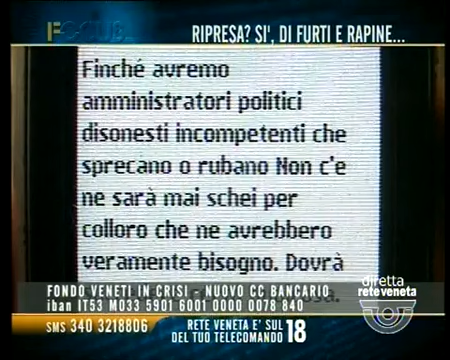 FOCUS
RIPRESA? SI', DI FURTI E RAPINE...
Finché avremo
amministratori politici
disonesti incompetenti che
sprecano o rubano Non c'e
ne sarà mai schei per
colloro che ne avrebbero
veramente bisogno. Dovrà
diretta
reteveneta
FONDO VENETI IN CRISI - NUOVO CC BANCARIO
iban IT53 M033 5901 6001 0000 0078 840
SMS 340 3218806
RETE VENETA E' SUL
DEL TUO TELECOMANDO 18